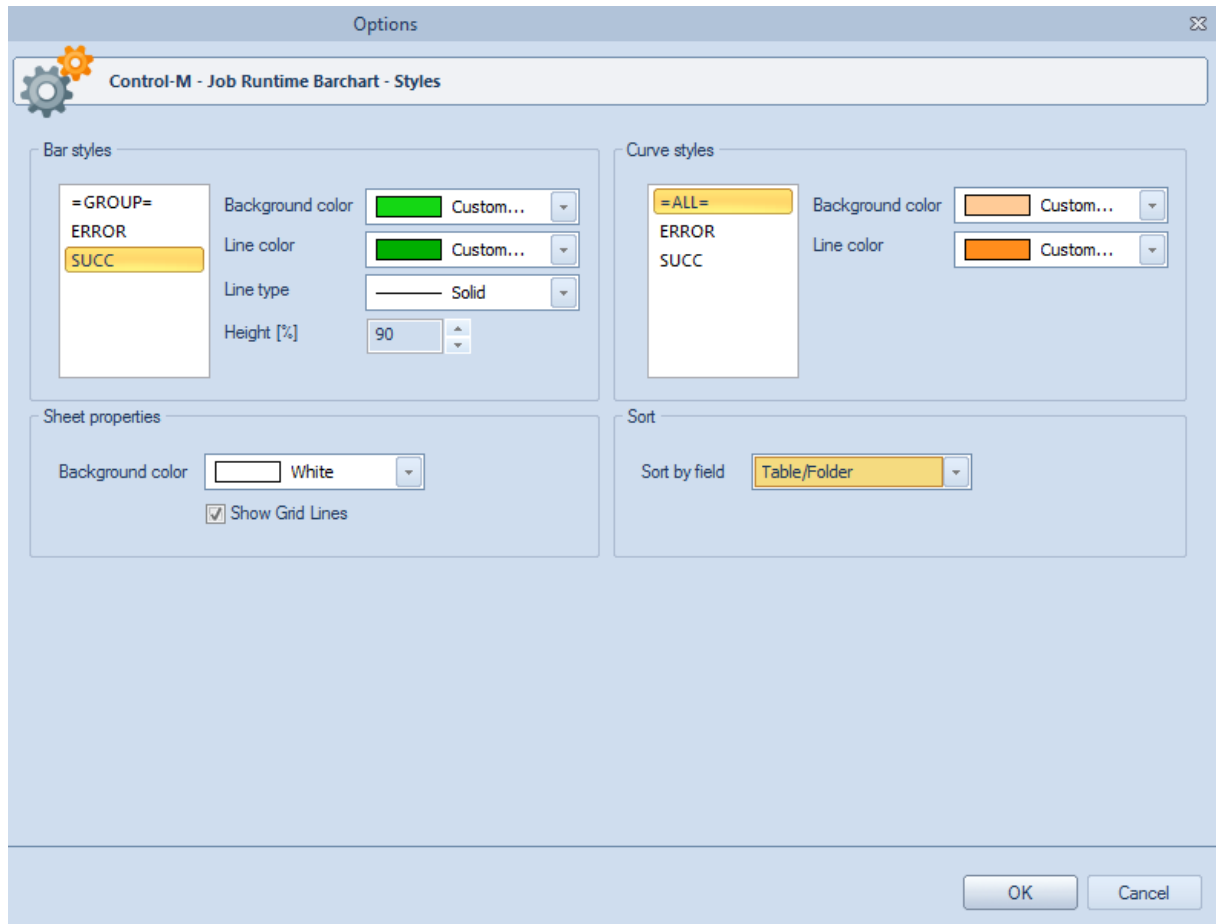 Options
Control-M - Job Runtime Barchart - Styles
Bar styles
=GROUP=
ERROR
SUCC
Background color
Custom...
Line color
Custom...
Line type
Solid
Height [%]
90
Curve styles
=ALL=
ERROR
SUCC
Background color
Custom...
Line color
Custom...
Sheet properties
Background color
White
Show Grid Lines
Sort
Sort by field
Table/Folder
OK
Cancel